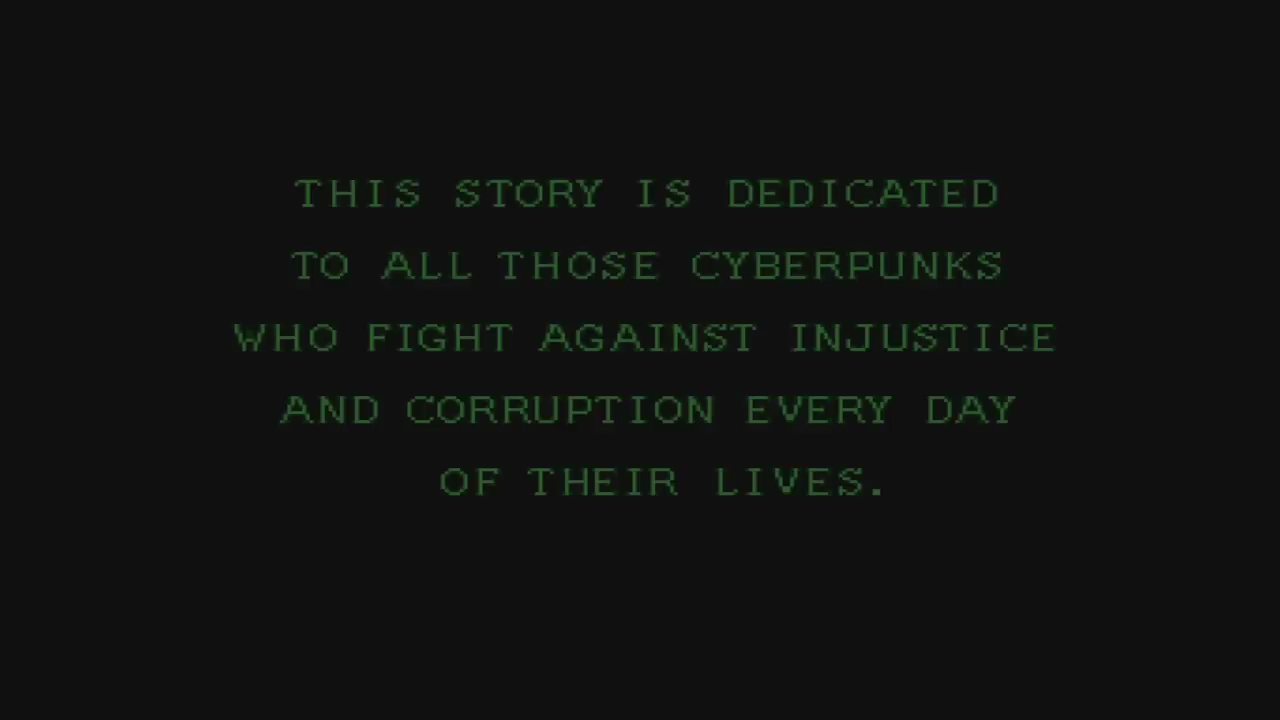 THIS STORY IS DEDICATED
TO ALL THOSE CYBERPUNKS
WHO FIGHT AGAINST INJUSTICE
AND CORRUPTION EVERY DAY
OF THEIR LIVES.